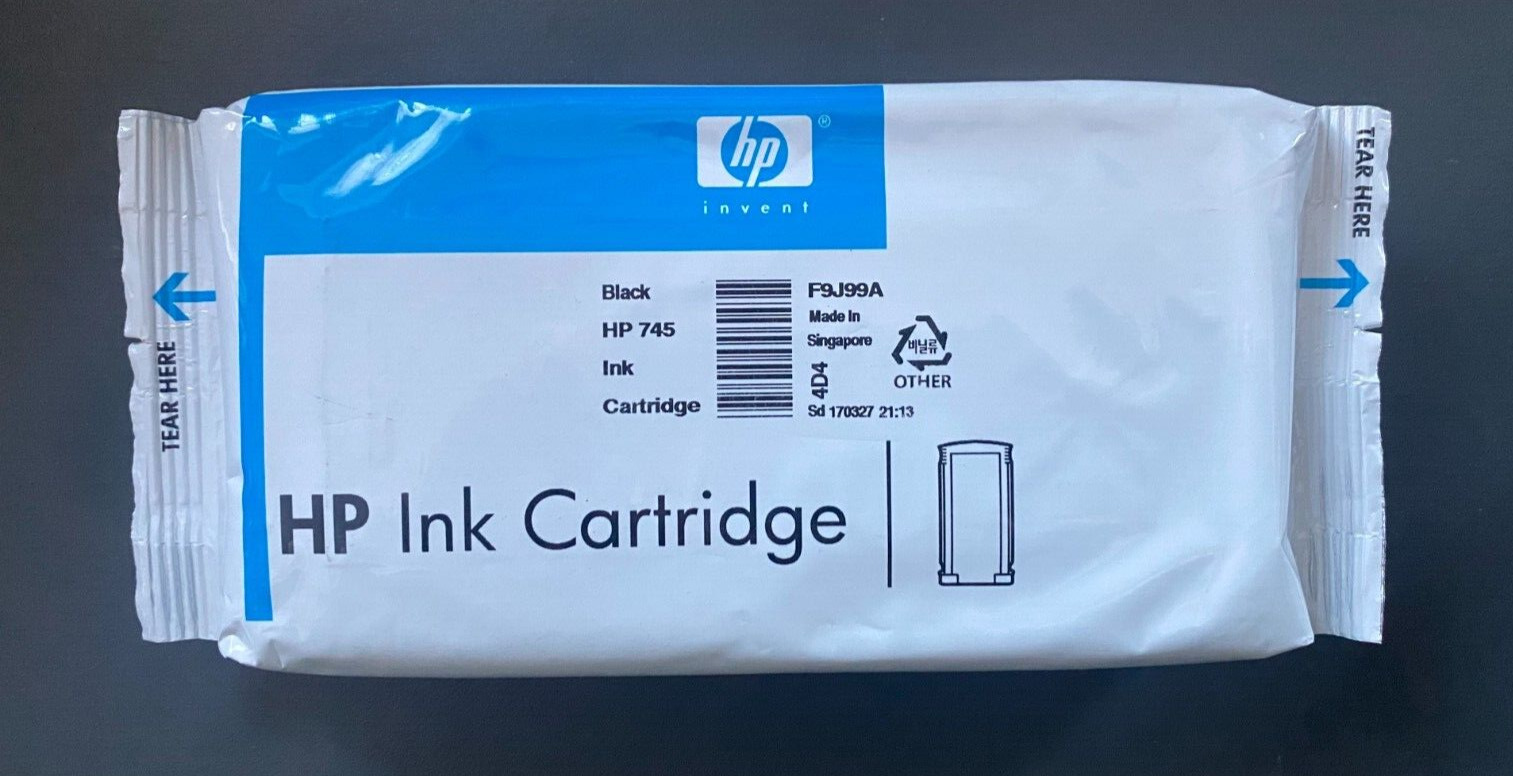 hp ®
invent
TEAR HERE
TEAR HERE
Black
HP 745
Ink
Cartridge
F9J99A
Made In
Singapore
4D4
Sd 170327 21:13
비닐류
OTHER
HP Ink Cartridge